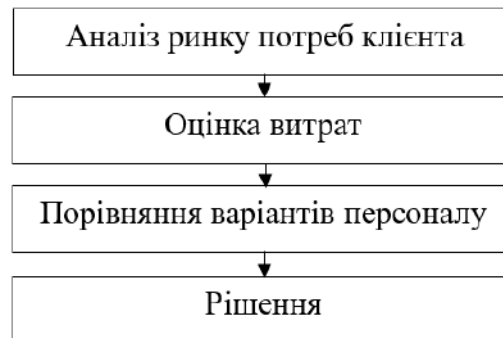 Аналіз ринку потреб клієнта
Оцінка витрат
Порівняння варіантів персоналу
Рішення